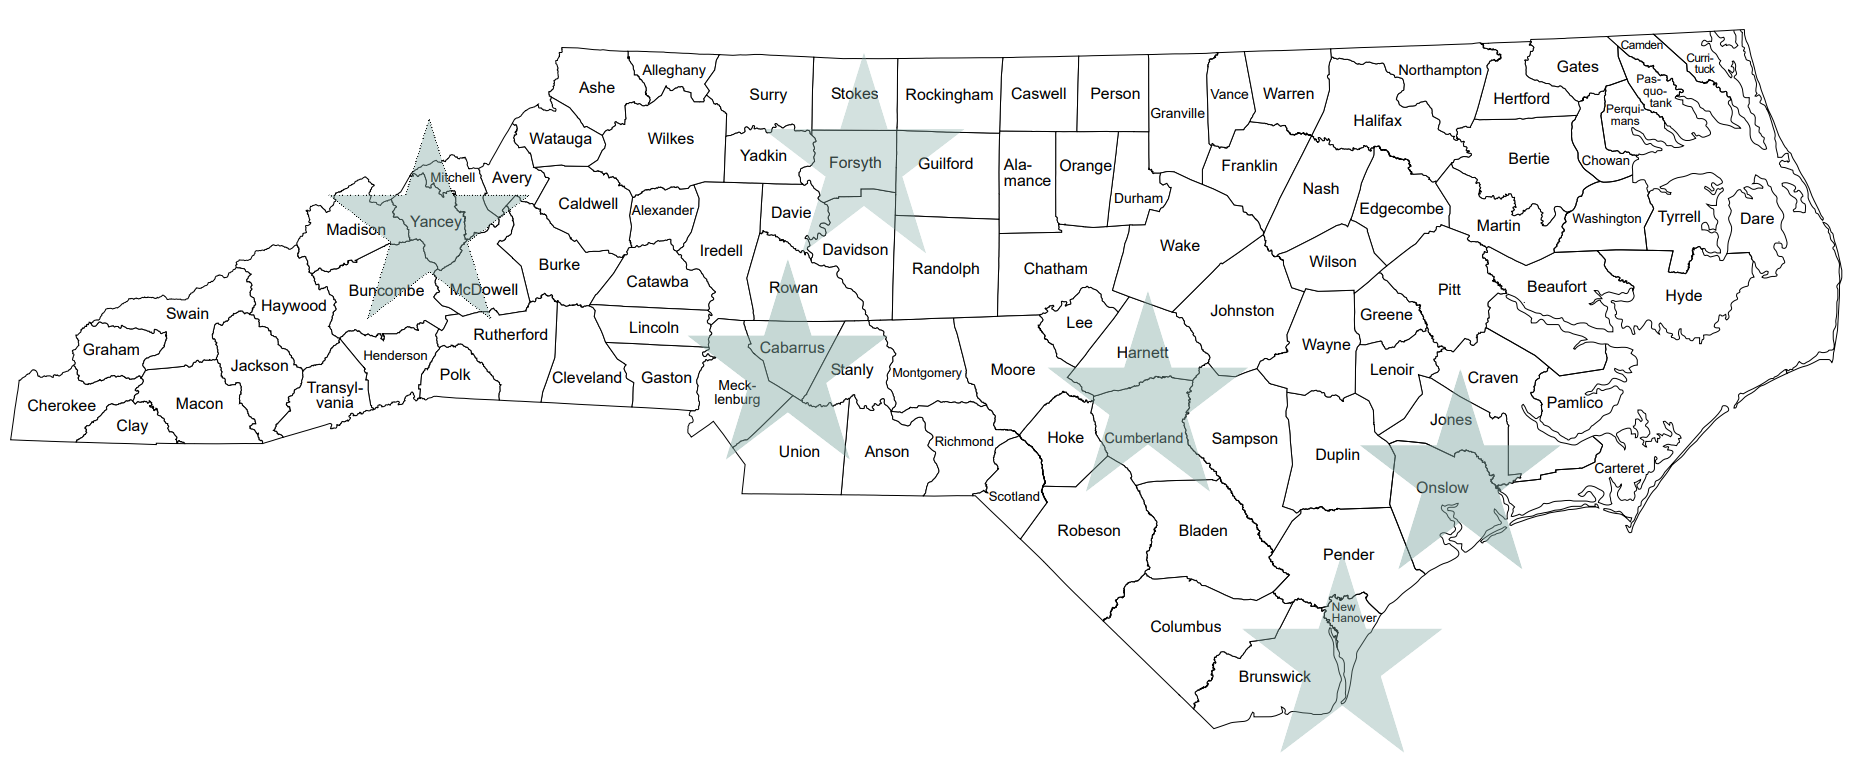 Ashe
Alleghany
Surry
Stokes
Rockingham
Caswell
Person
Granville
Vance
Warren
Northampton
Halifax
Hertford
Gates
Camden
Curri-
tuck
Pas-
quo-
tank
Perqui-
mans
Chowan
Bertie
Watauga
Wilkes
Yadkin
Forsyth
Guilford
Ala-
mance
Orange
Durham
Franklin
Nash
Edgecombe
Martin
Washington
Tyrrell
Dare
Mitchell
Avery
Caldwell
Alexander
Davie
Iredell
Davidson
Randolph
Chatham
Wake
Wilson
Pitt
Beaufort
Hyde
Madison
Yancey
Burke
Catawba
Rowan
Johnston
Greene
Wayne
Lenoir
Craven
Pamlico
Swain
Haywood
Buncombe
McDowell
Rutherford
Lincoln
Cabarrus
Stanly
Montgomery
Moore
Lee
Harnett
Graham
Jackson
Henderson
Polk
Cleveland
Gaston
Meck-
lenburg
Transyl-
vania
Cherokee
Clay
Macon
Union
Anson
Richmond
Scotland
Hoke
Cumberland
Sampson
Duplin
Jones
Onslow
Carteret
Robeson
Bladen
Pender
New
Hanover
Columbus
Brunswick